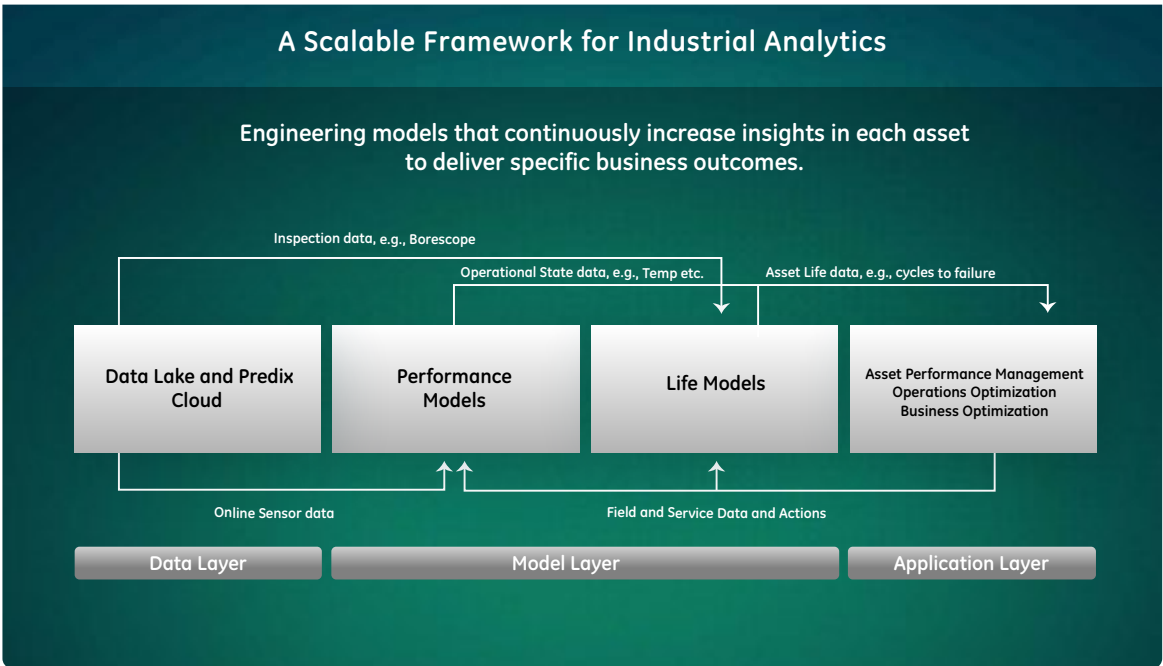 A Scalable Framework for Industrial Analytics
Engineering models that continuously increase insights in each asset
to deliver specific business outcomes.
Inspection data, e.g., Borescope
Operational State data, e.g., Temp etc.
Asset Life data, e.g., cycles to failure
Data Lake and Predix
Cloud
Performance
Models
Life Models
Asset Performance Management
Operations Optimization
Business Optimization
Online Sensor data
Field and Service Data and Actions
Data Layer
Model Layer
Application Layer